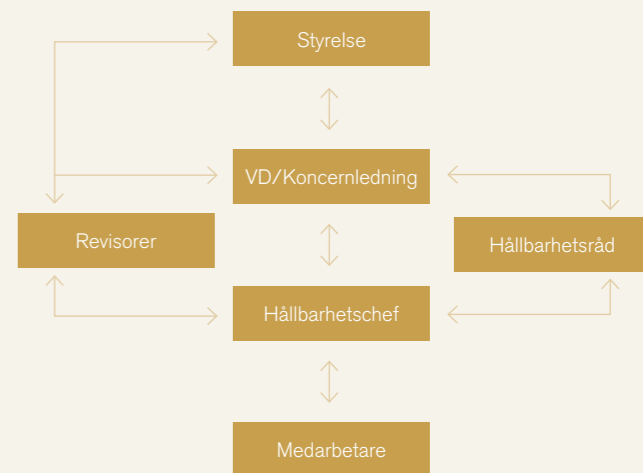 Styrelse
VD/Koncernledning
Revisorer
Hållbarhetsråd
Hållbarhetschef
Medarbetare